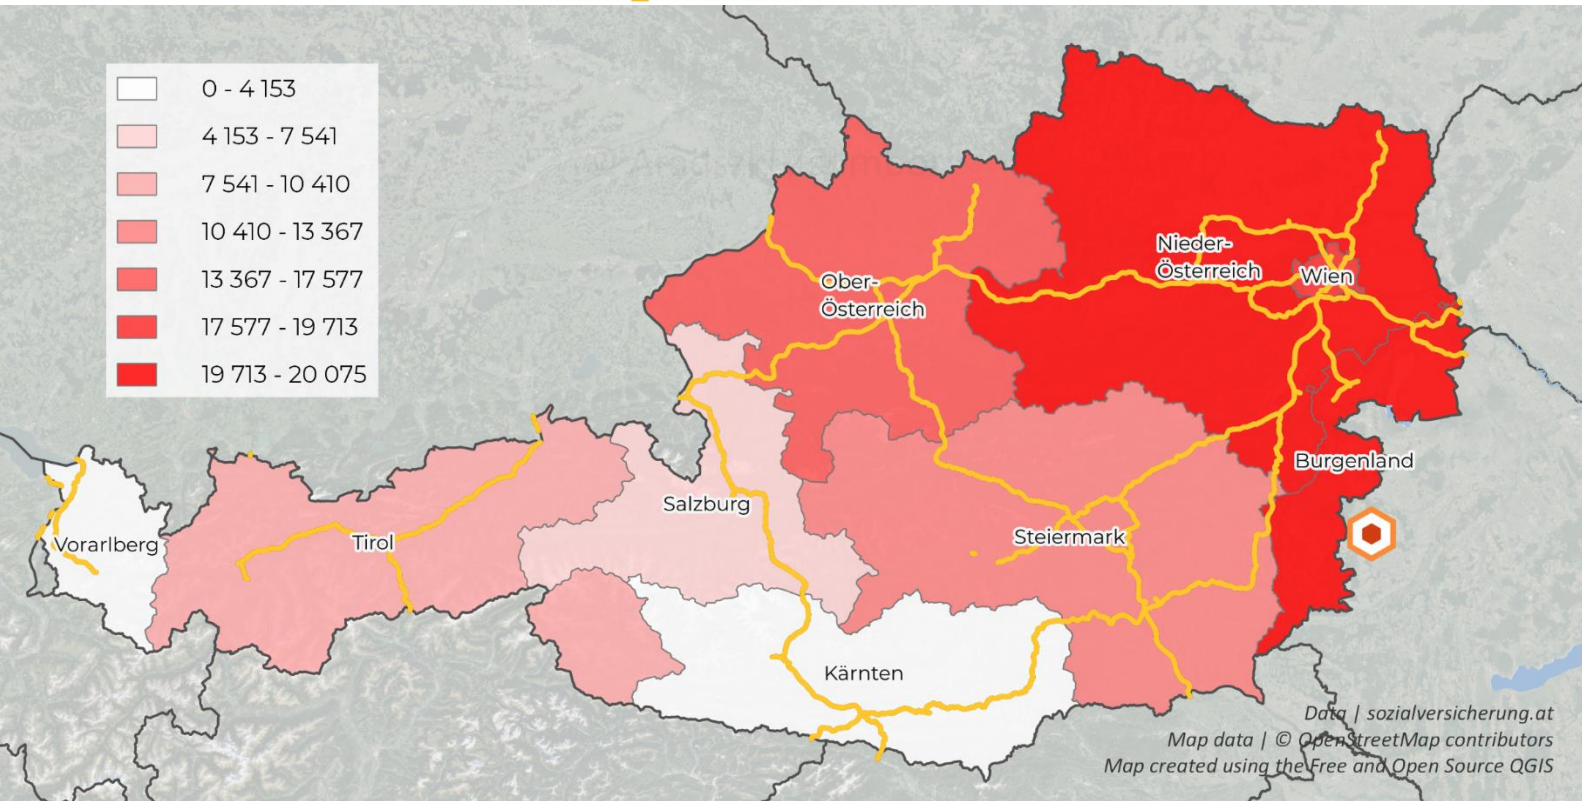 0 - 4 153
4 153 - 7 541
7 541 - 10 410
10 410 - 13 367
13 367 - 17 577
17 577 - 19 713
19 713 - 20 075
Nieder-
Österreich
Wien
Ober-
Österreich
Burgenland
Salzburg
Steiermark
Tirol
Vorarlberg
Kärnten
Data | sozialversicherung.at
Map data | © OpenStreetMap contributors
Map created using the Free and Open Source QGIS